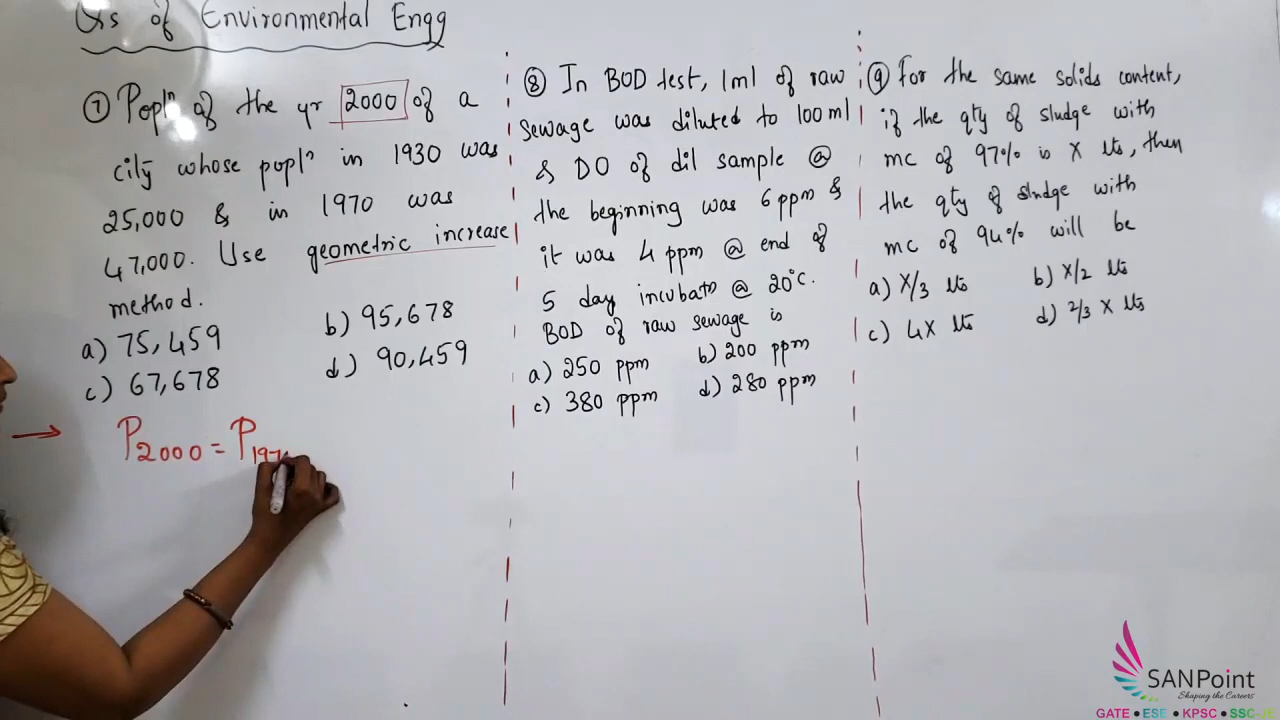 Qs of Environmental Engg
⑦ Poplⁿ of the yr 2000 of a
city whose poplⁿ in 1930 was
25,000 & in 1970 was
47,000. Use geometric increase
method.
a) 75,459 b) 95,678
c) 67,678 d) 90,459
P2000 = P197
⑧ In BOD test, 1ml of raw
sewage was diluted to 100ml
& DO of dil sample @
the beginning was 6ppm &
it was 4ppm @ end of
5 day incubatⁿ @ 20°C.
BOD of raw sewage is
a) 250 ppm b) 200 ppm
c) 380 ppm d) 280 ppm
⑨ For the same solids content,
if the qty of sludge with
mc of 97% is X lts, then
the qty of sludge with
mc of 94% will be
a) X/3 lts b) X/2 lts
c) 4X lts d) 2/3 X lts
SANPoint
Shaping the Careers
GATE • ESE • KPSC • SSC-JE